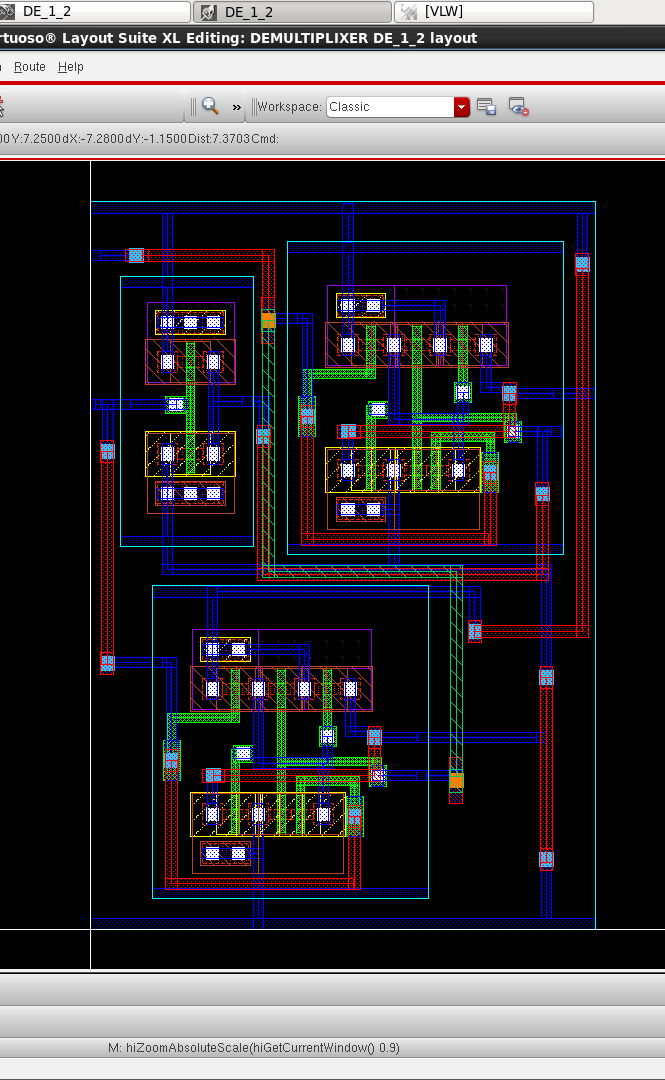 DE_1_2 DE_1_2 [VLW]
rtuoso® Layout Suite XL Editing: DEMULTIPLIXER DE_1_2 layout
Route Help
» Workspace: Classic
00Y:7.2500dX:-7.2800dY:-1.1500Dist:7.3703Cmd:
M: hiZoomAbsoluteScale(hiGetCurrentWindow() 0.9)